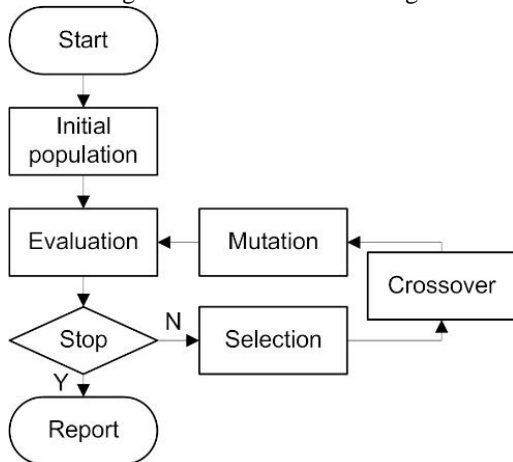 Start
Initial
population
Evaluation
Mutation
Crossover
Stop
N
Selection
Y
Report